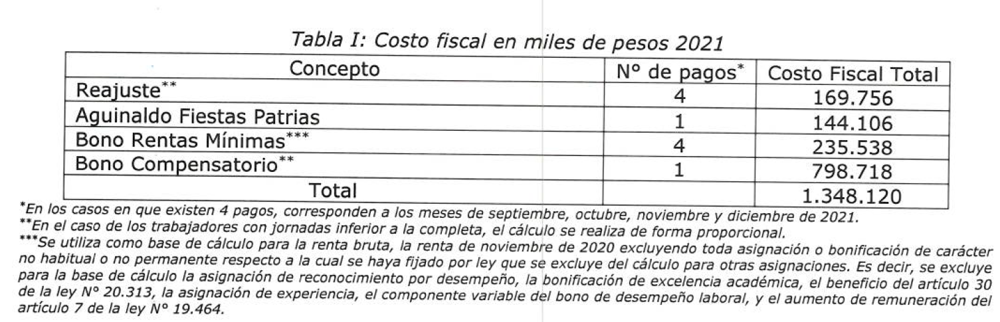 Tabla I: Costo fiscal en miles de pesos 2021
Concepto N° de pagos* Costo Fiscal Total
Reajuste** 4 169.756
Aguinaldo Fiestas Patrias 1 144.106
Bono Rentas Mínimas*** 4 235.538
Bono Compensatorio** 1 798.718
Total 1.348.120
*En los casos en que existen 4 pagos, corresponden a los meses de septiembre, octubre, noviembre y diciembre de 2021.
**En el caso de los trabajadores con jornadas inferior a la completa, el cálculo se realiza de forma proporcional.
***Se utiliza como base de cálculo para la renta bruta, la renta de noviembre de 2020 excluyendo toda asignación o bonificación de carácter
no habitual o no permanente respecto a la cual se haya fijado por ley que se excluye del cálculo para otras asignaciones. Es decir, se excluye
para la base de cálculo la asignación de reconocimiento por desempeño, la bonificación de excelencia académica, el beneficio del artículo 30
de la ley N° 20.313, la asignación de experiencia, el componente variable del bono de desempeño laboral, y el aumento de remuneración del
artículo 7 de la ley N° 19.464.